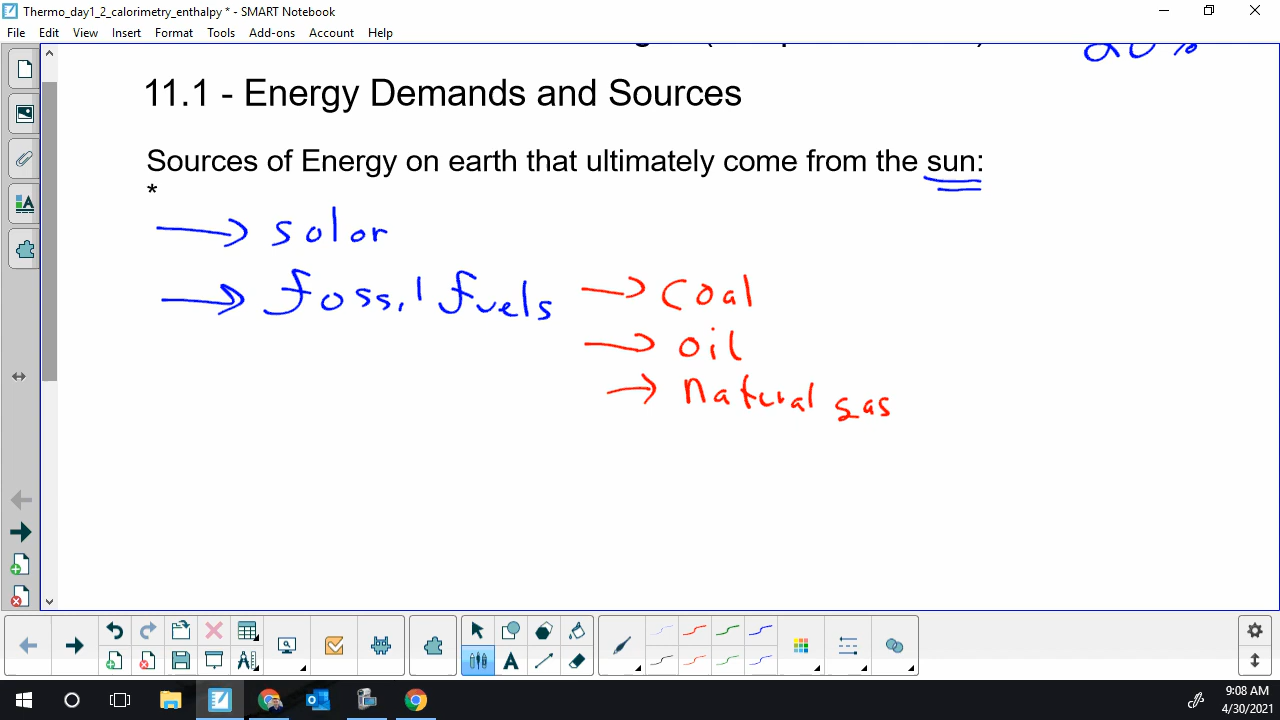 Thermo_day1_2_calorimetry_enthalpy * - SMART Notebook
File Edit View Insert Format Tools Add-ons Account Help
20%
11.1 - Energy Demands and Sources
Sources of Energy on earth that ultimately come from the sun:
*
→ solar
→ fossil fuels → coal
→ oil
→ natural gas
9:08 AM
4/30/2021